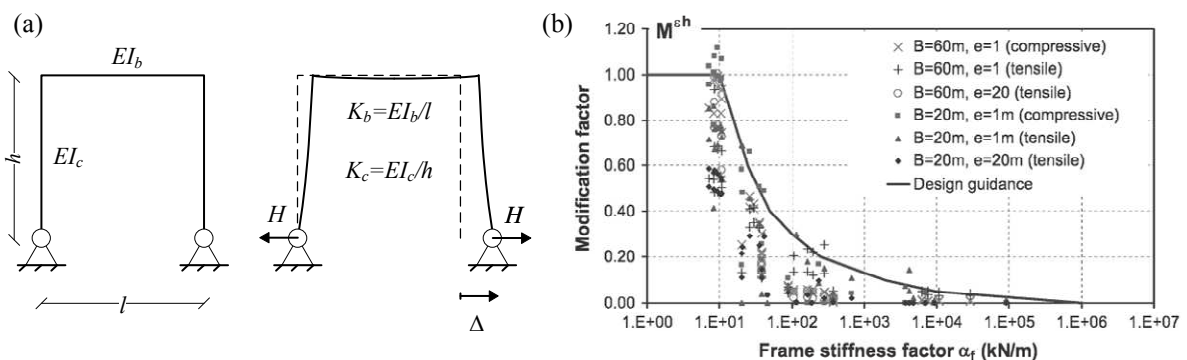 (a)
EI_b
EI_c
h
l
K_b=EI_b/l
K_c=EI_c/h
H
H
Δ
(b)
M^εh
1.20
1.00
0.80
0.60
0.40
0.20
0.00
Modification factor
× B=60m, e=1 (compressive)
+ B=60m, e=1 (tensile)
○ B=60m, e=20 (tensile)
■ B=20m, e=1m (compressive)
▲ B=20m, e=1m (tensile)
◆ B=20m, e=20m (tensile)
— Design guidance
1.E+00 1.E+01 1.E+02 1.E+03 1.E+04 1.E+05 1.E+06 1.E+07
Frame stiffness factor α_f (kN/m)